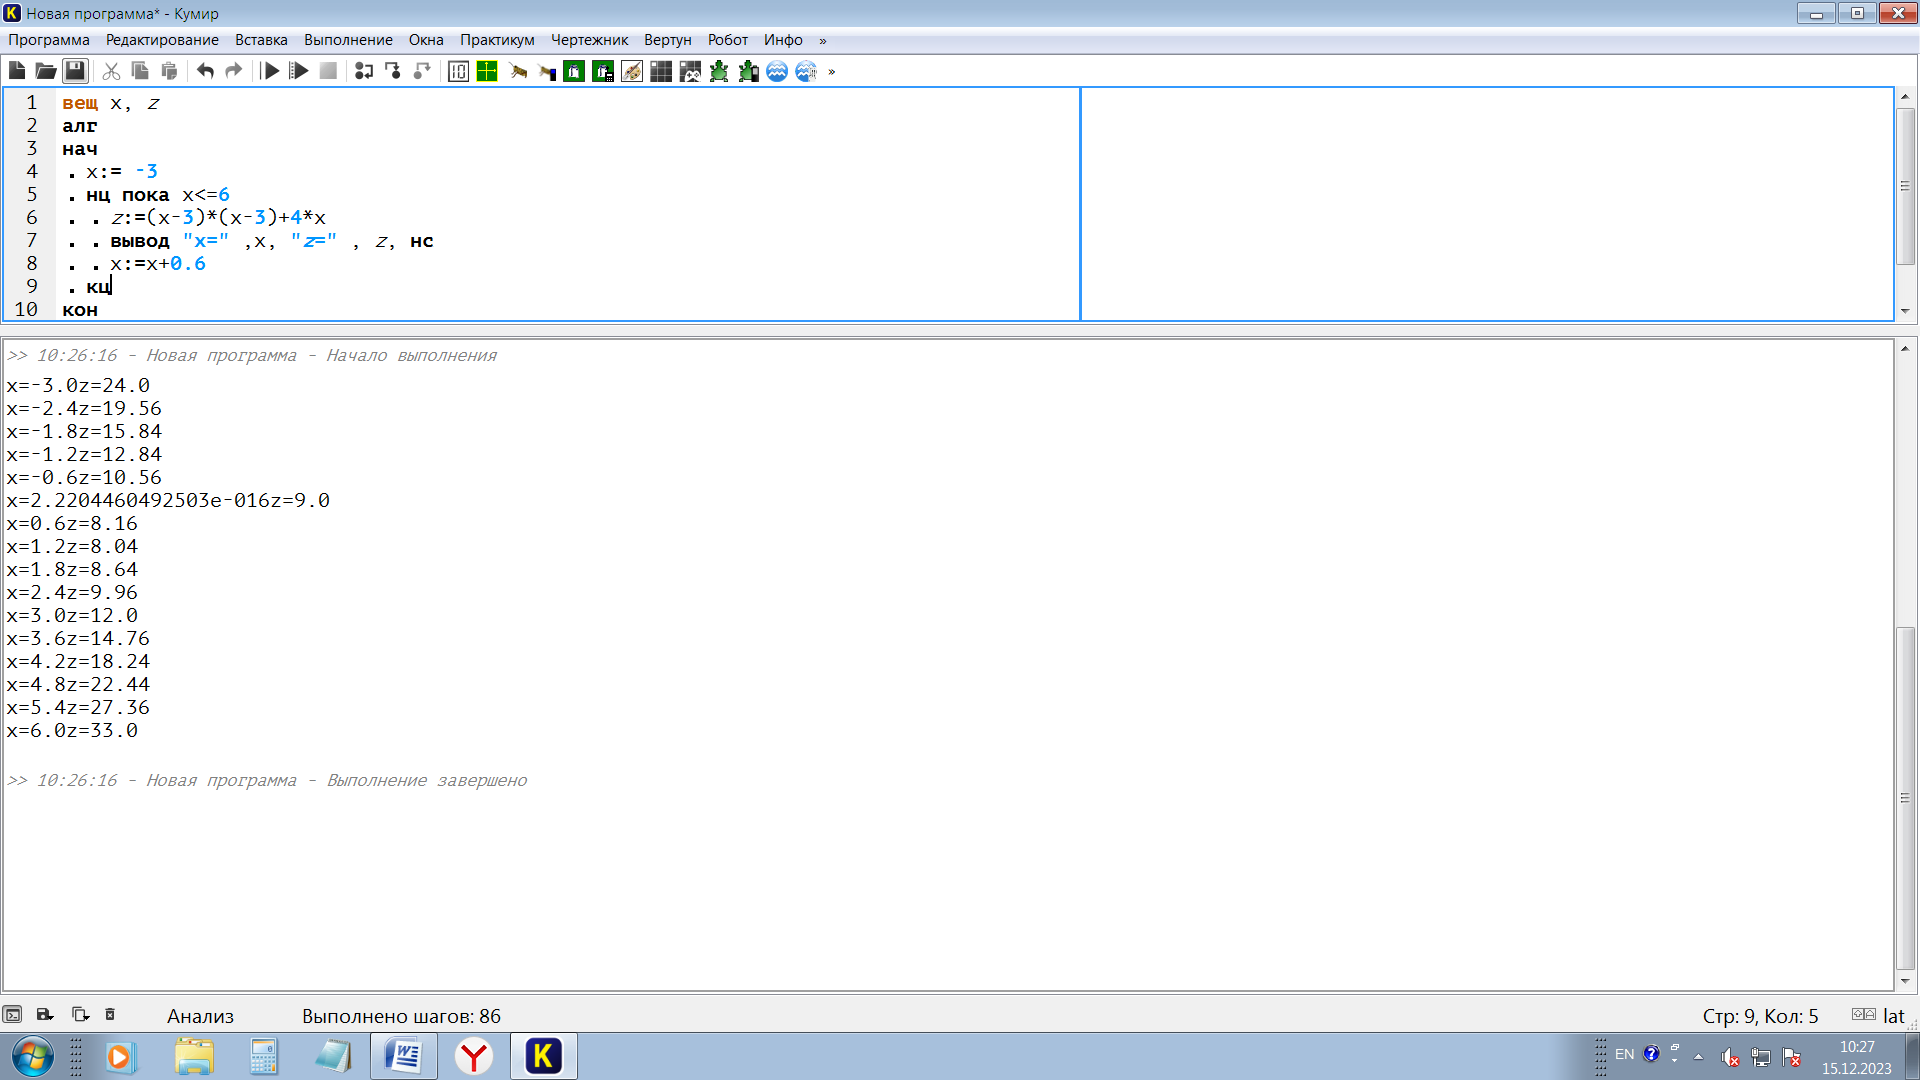 Новая программа* - Кумир
Программа Редактирование Вставка Выполнение Окна Практикум Чертежник Вертун Робот Инфо »
»
1 вещ x, z
2 алг
3 нач
4 . x:= -3
5 . нц пока x<=6
6 . . z:=(x-3)*(x-3)+4*x
7 . . вывод "x=" ,x, "z=" , z, нс
8 . . x:=x+0.6
9 . кц
10 кон
>> 10:26:16 - Новая программа - Начало выполнения
x=-3.0z=24.0
x=-2.4z=19.56
x=-1.8z=15.84
x=-1.2z=12.84
x=-0.6z=10.56
x=2.2204460492503e-016z=9.0
x=0.6z=8.16
x=1.2z=8.04
x=1.8z=8.64
x=2.4z=9.96
x=3.0z=12.0
x=3.6z=14.76
x=4.2z=18.24
x=4.8z=22.44
x=5.4z=27.36
x=6.0z=33.0
>> 10:26:16 - Новая программа - Выполнение завершено
Анализ Выполнено шагов: 86 Стр: 9, Кол: 5 lat
EN 10:27
15.12.2023